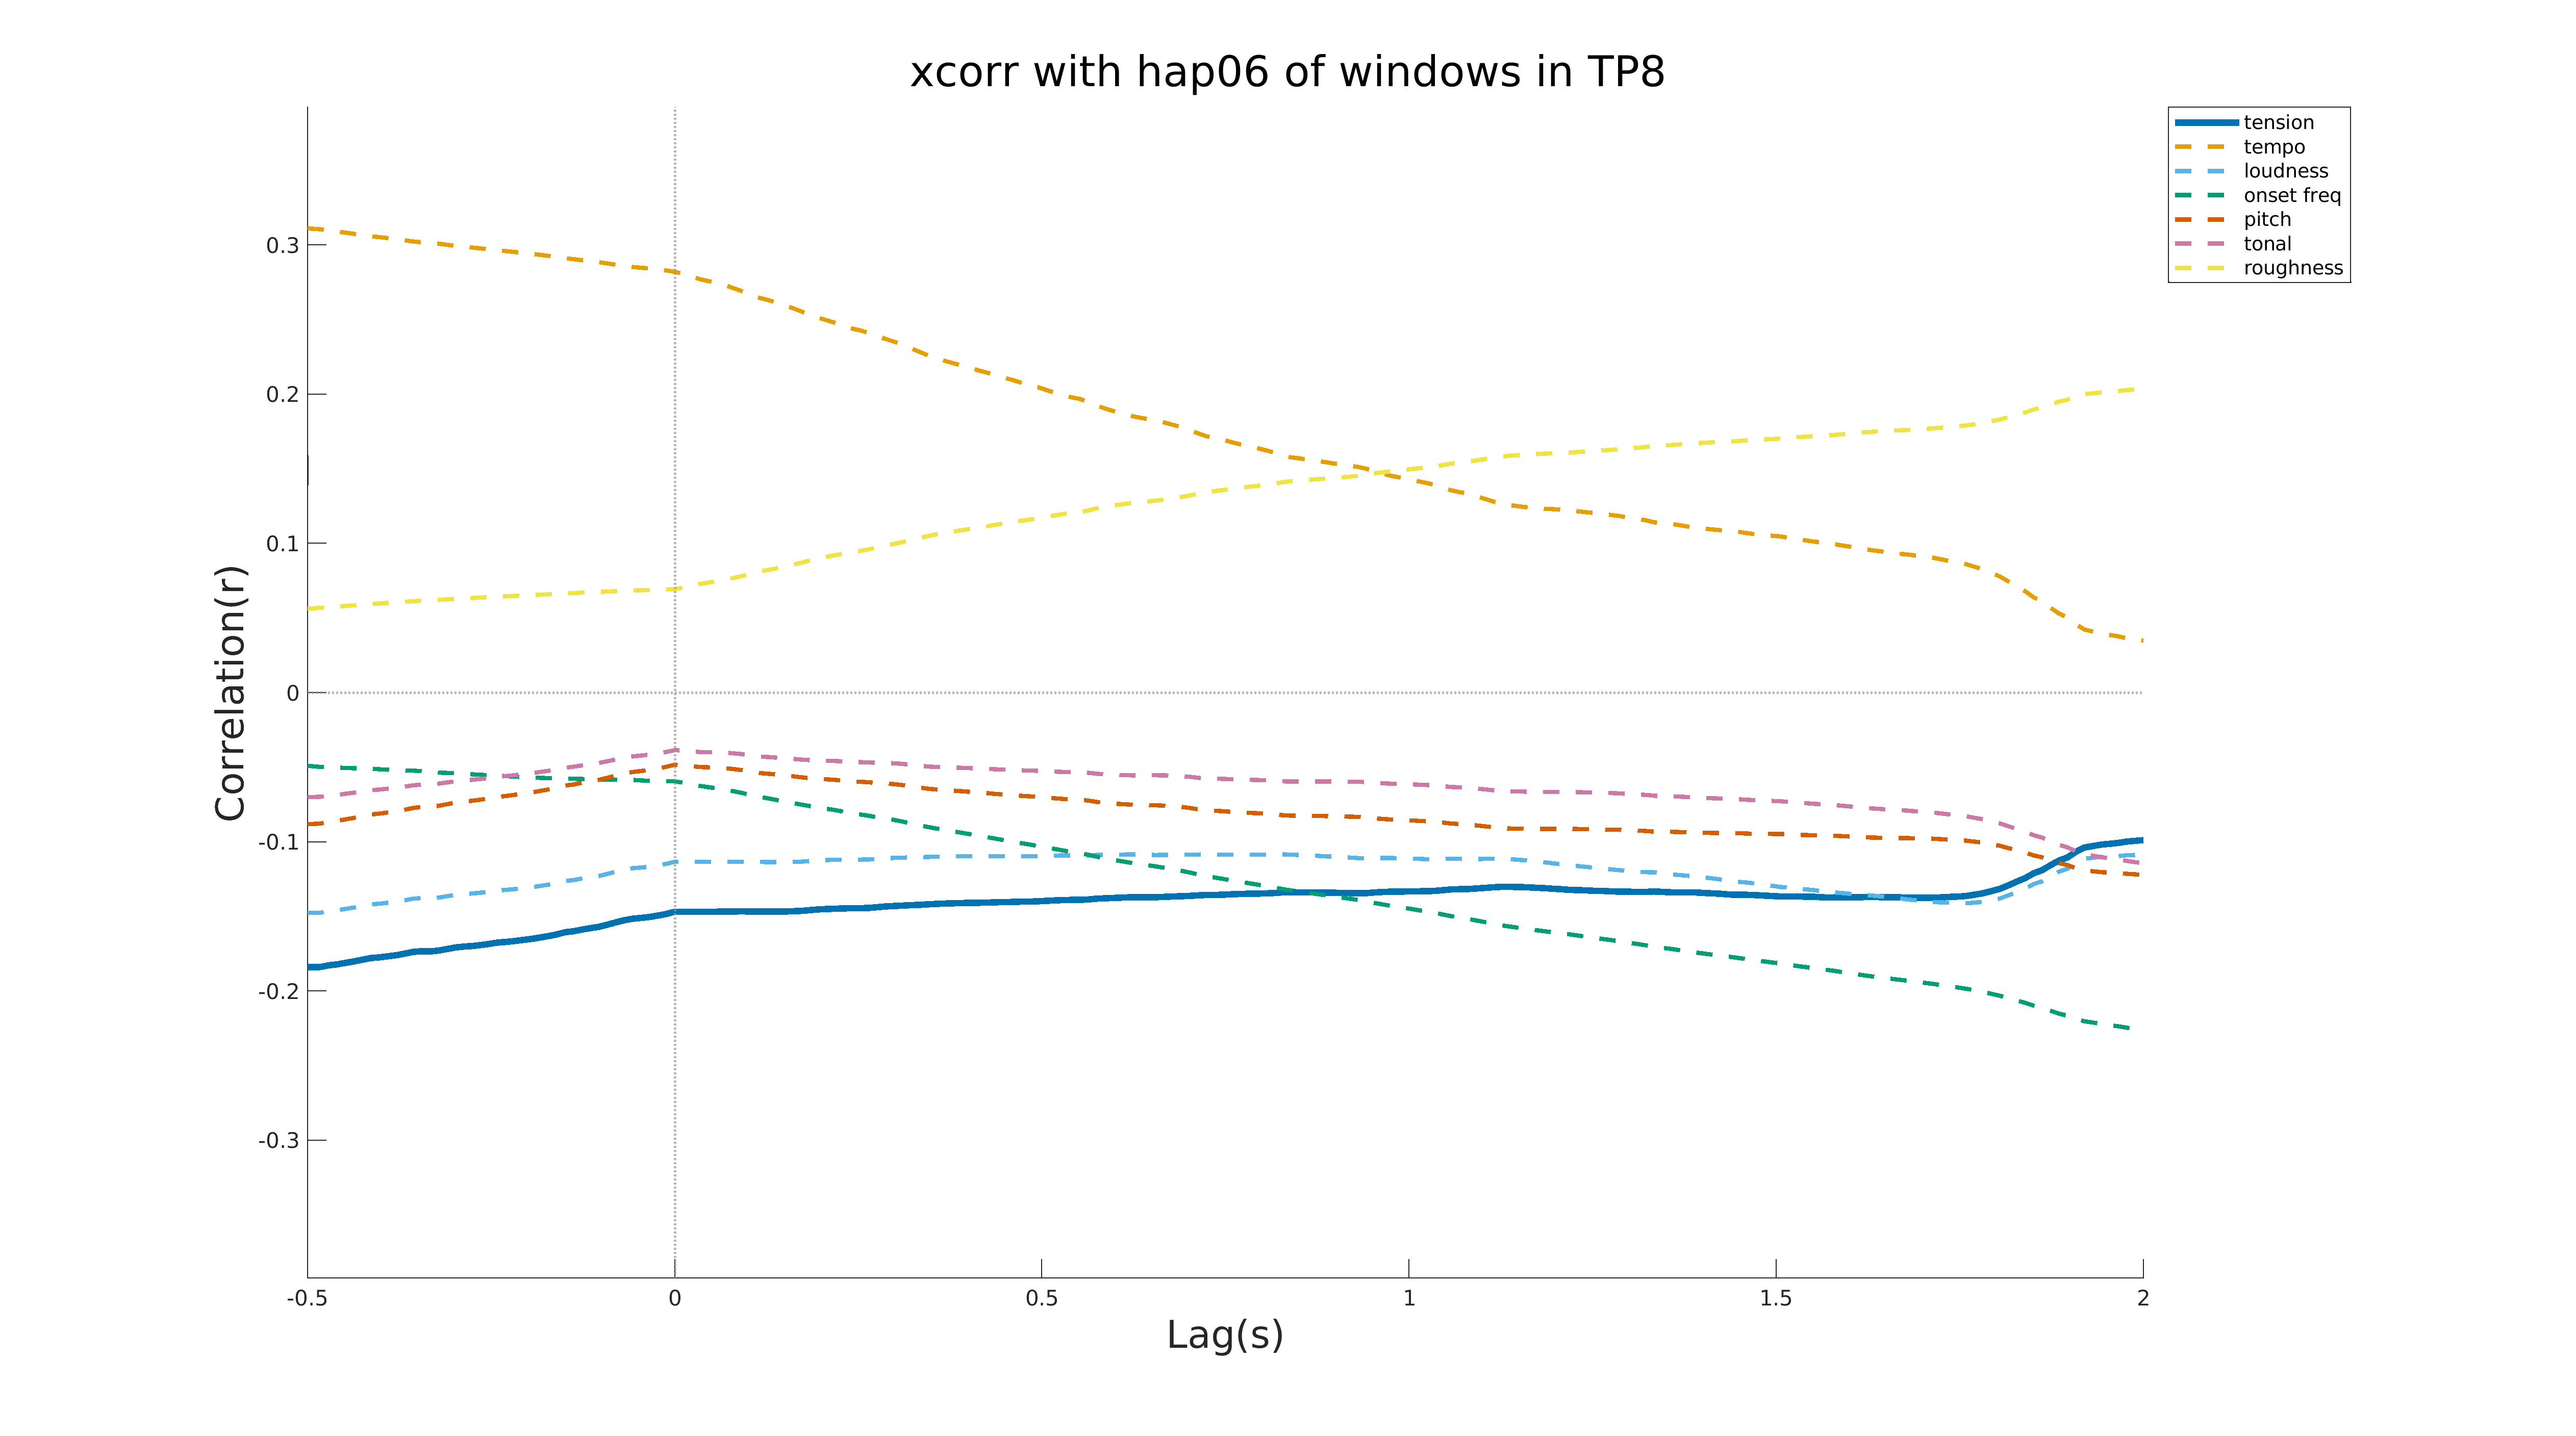 xcorr with hap06 of windows in TP8
tension
tempo
loudness
onset freq
pitch
tonal
roughness
Correlation(r)
0.3
0.2
0.1
0
-0.1
-0.2
-0.3
-0.5
0
0.5
1
1.5
2
Lag(s)